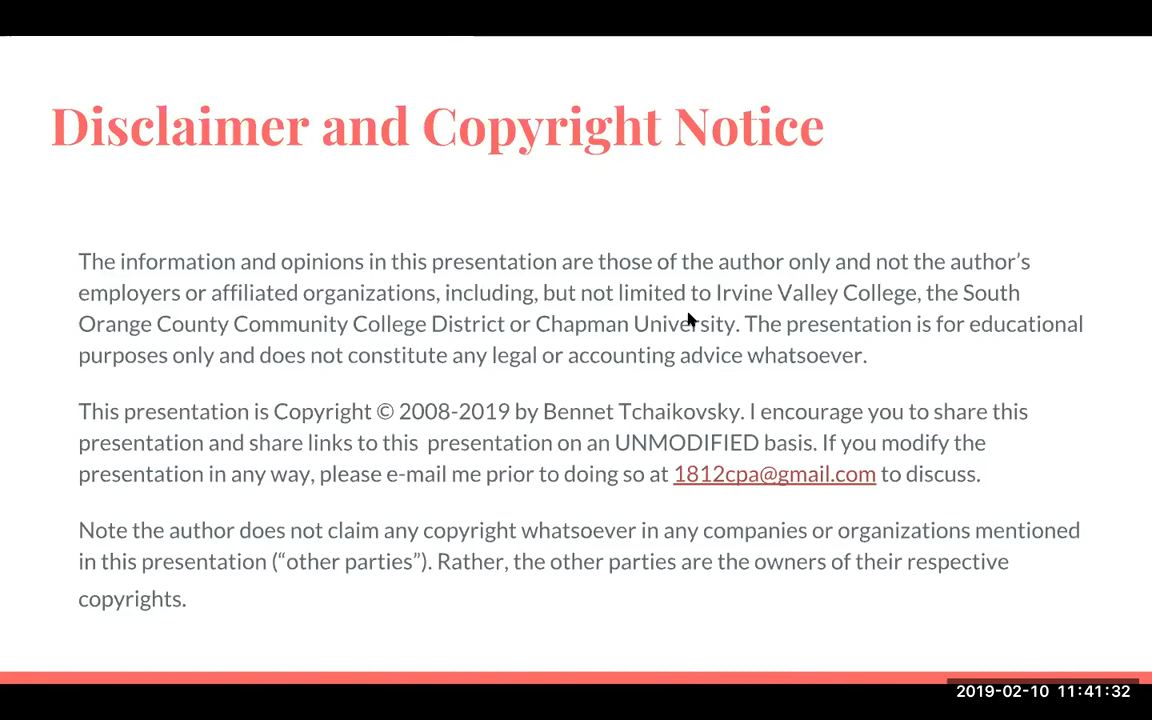 Disclaimer and Copyright Notice
The information and opinions in this presentation are those of the author only and not the author’s
employers or affiliated organizations, including, but not limited to Irvine Valley College, the South
Orange County Community College District or Chapman University. The presentation is for educational
purposes only and does not constitute any legal or accounting advice whatsoever.
This presentation is Copyright © 2008-2019 by Bennet Tchaikovsky. I encourage you to share this
presentation and share links to this  presentation on an UNMODIFIED basis. If you modify the
presentation in any way, please e-mail me prior to doing so at 1812cpa@gmail.com to discuss.
Note the author does not claim any copyright whatsoever in any companies or organizations mentioned
in this presentation (“other parties”). Rather, the other parties are the owners of their respective
copyrights.
2019-02-10 11:41:32